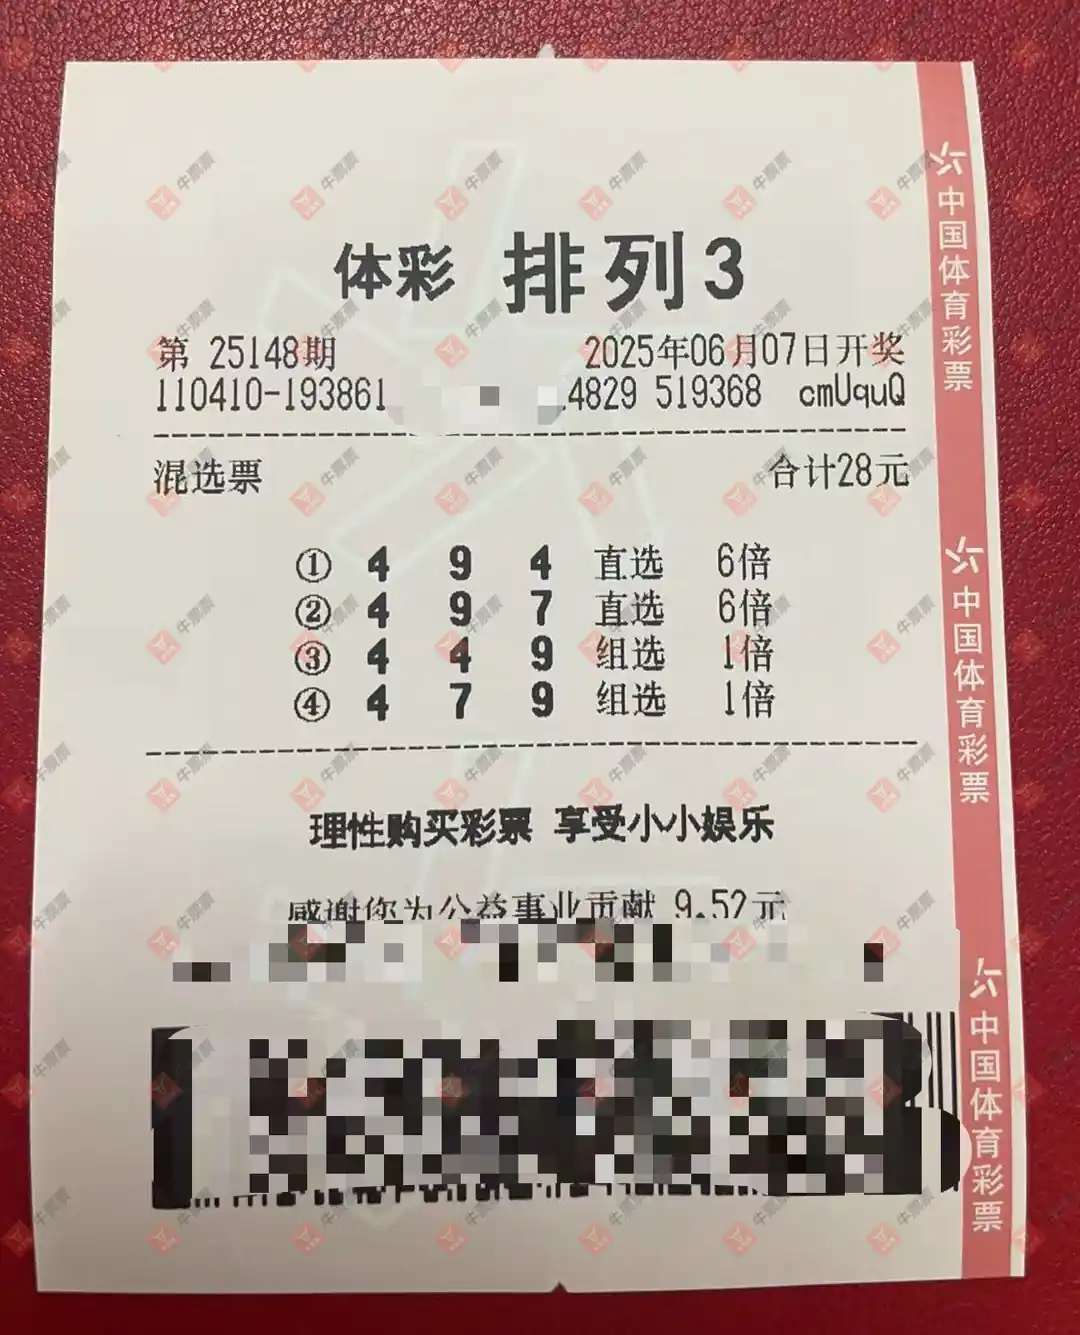 体彩 排列3
第 25148期 2025年06月07日开奖
110410-193861 4829 519368 cmUquQ
混选票 合计28元
① 4 9 4 直选 6倍
② 4 9 7 直选 6倍
③ 4 4 9 组选 1倍
④ 4 7 9 组选 1倍
理性购买彩票 享受小小娱乐
感谢您为公益事业贡献 9.52元
中国体育彩票
中国体育彩票
中国体育彩票
牛票票